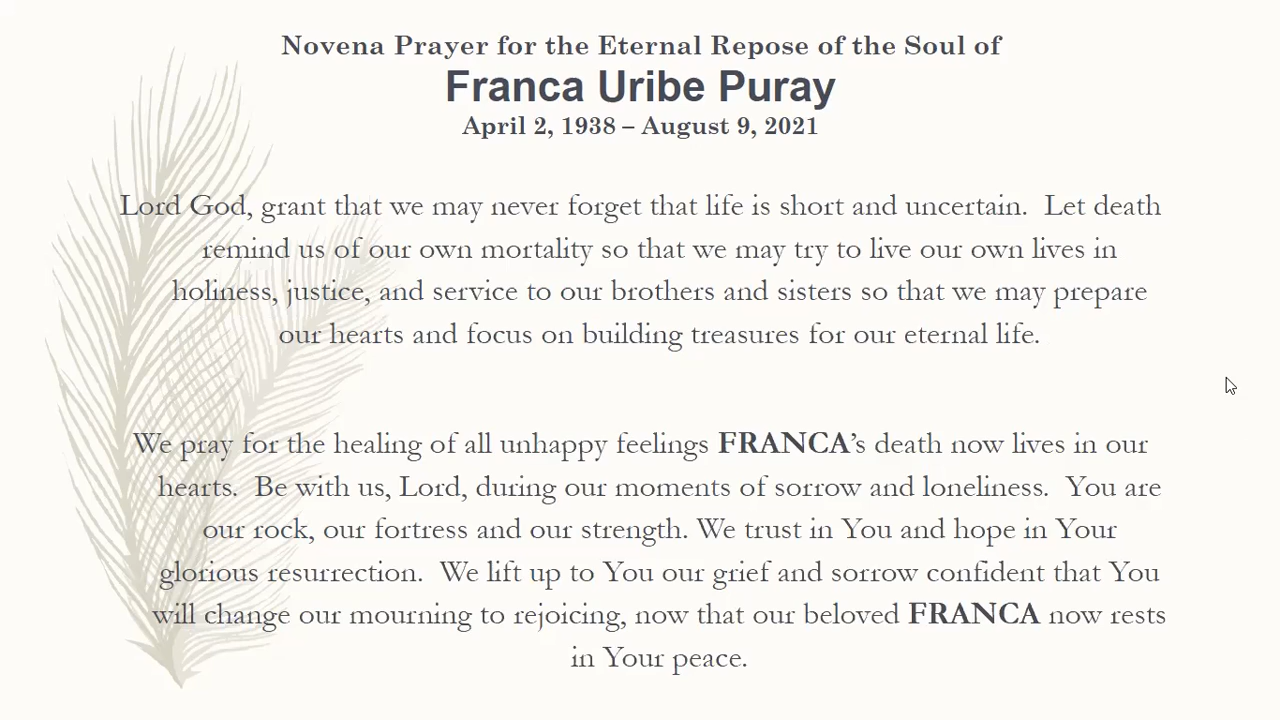 Novena Prayer for the Eternal Repose of the Soul of
Franca Uribe Puray
April 2, 1938 – August 9, 2021
Lord God, grant that we may never forget that life is short and uncertain.  Let death
remind us of our own mortality so that we may try to live our own lives in
holiness, justice, and service to our brothers and sisters so that we may prepare
our hearts and focus on building treasures for our eternal life.
We pray for the healing of all unhappy feelings FRANCA’s death now lives in our
hearts.  Be with us, Lord, during our moments of sorrow and loneliness.  You are
our rock, our fortress and our strength. We trust in You and hope in Your
glorious resurrection.  We lift up to You our grief and sorrow confident that You
will change our mourning to rejoicing, now that our beloved FRANCA now rests
in Your peace.